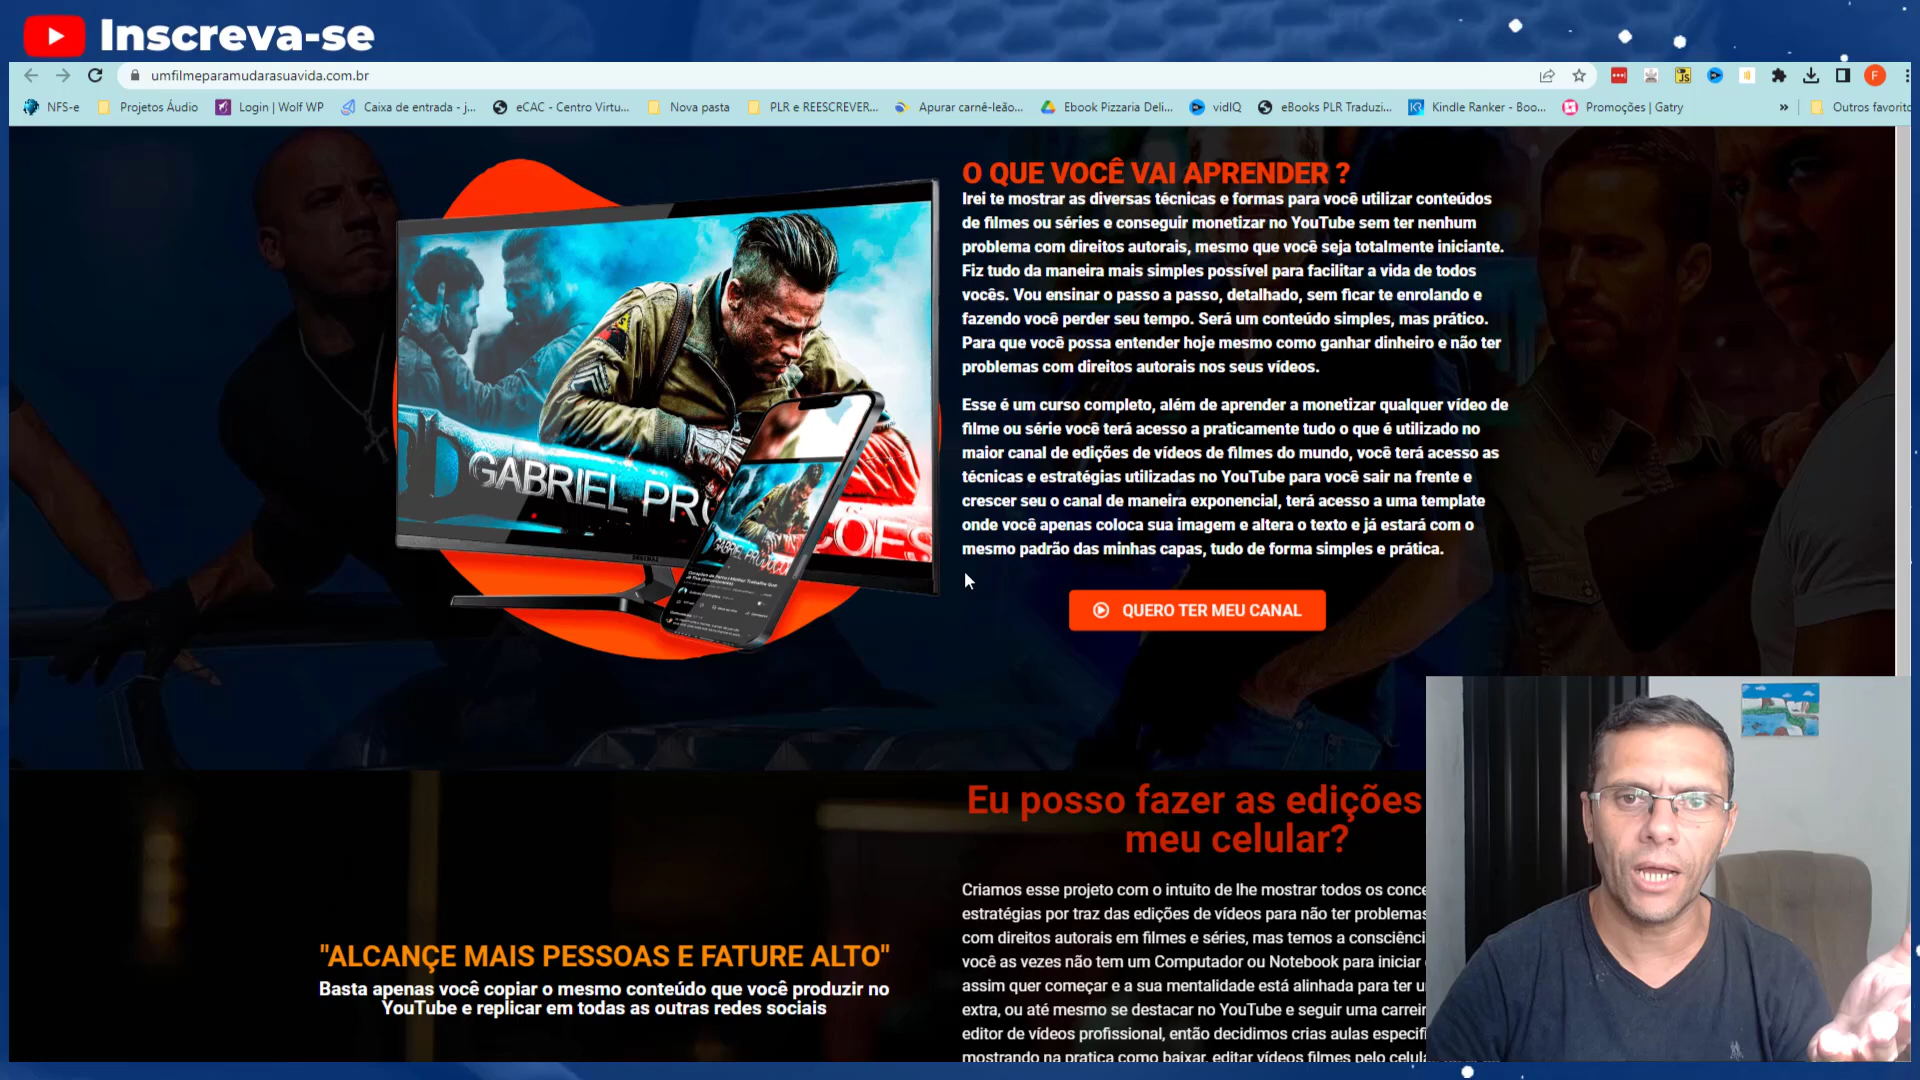 Inscreva-se
umfilmeparamudarasuavida.com.br
F
NFS-e
Projetos Áudio
Login | Wolf WP
Caixa de entrada - j...
eCAC - Centro Virtu...
Nova pasta
PLR e REESCREVER...
Apurar carnê-leão...
Ebook Pizzaria Deli...
vidIQ
eBooks PLR Traduzi...
Kindle Ranker - Boo...
Promoções | Gatry
»
Outros favorito
O QUE VOCÊ VAI APRENDER ?
Irei te mostrar as diversas técnicas e formas para você utilizar conteúdos
de filmes ou séries e conseguir monetizar no YouTube sem ter nenhum
problema com direitos autorais, mesmo que você seja totalmente iniciante.
Fiz tudo da maneira mais simples possível para facilitar a vida de todos
vocês. Vou ensinar o passo a passo, detalhado, sem ficar te enrolando e
fazendo você perder seu tempo. Será um conteúdo simples, mas prático.
Para que você possa entender hoje mesmo como ganhar dinheiro e não ter
problemas com direitos autorais nos seus vídeos.
Esse é um curso completo, além de aprender a monetizar qualquer vídeo de
filme ou série você terá acesso a praticamente tudo o que é utilizado no
maior canal de edições de vídeos de filmes do mundo, você terá acesso as
técnicas e estratégias utilizadas no YouTube para você sair na frente e
crescer seu o canal de maneira exponencial, terá acesso a uma template
onde você apenas coloca sua imagem e altera o texto e já estará com o
mesmo padrão das minhas capas, tudo de forma simples e prática.
QUERO TER MEU CANAL
GABRIEL PRO
ÇÕES
GABRIEL PRODUÇÕ
Eu posso fazer as edições
meu celular?
Criamos esse projeto com o intuito de lhe mostrar todos os conce
estratégias por traz das edições de vídeos para não ter problemas
com direitos autorais em filmes e séries, mas temos a consciênci
você as vezes não tem um Computador ou Notebook para iniciar
assim quer começar e a sua mentalidade está alinhada para ter u
extra, ou até mesmo se destacar no YouTube e seguir uma carreir
editor de vídeos profissional, então decidimos crias aulas especifi
mostrando na pratica como baixar, editar vídeos filmes pelo celula
"ALCANÇE MAIS PESSOAS E FATURE ALTO"
Basta apenas você copiar o mesmo conteúdo que você produzir no
YouTube e replicar em todas as outras redes sociais